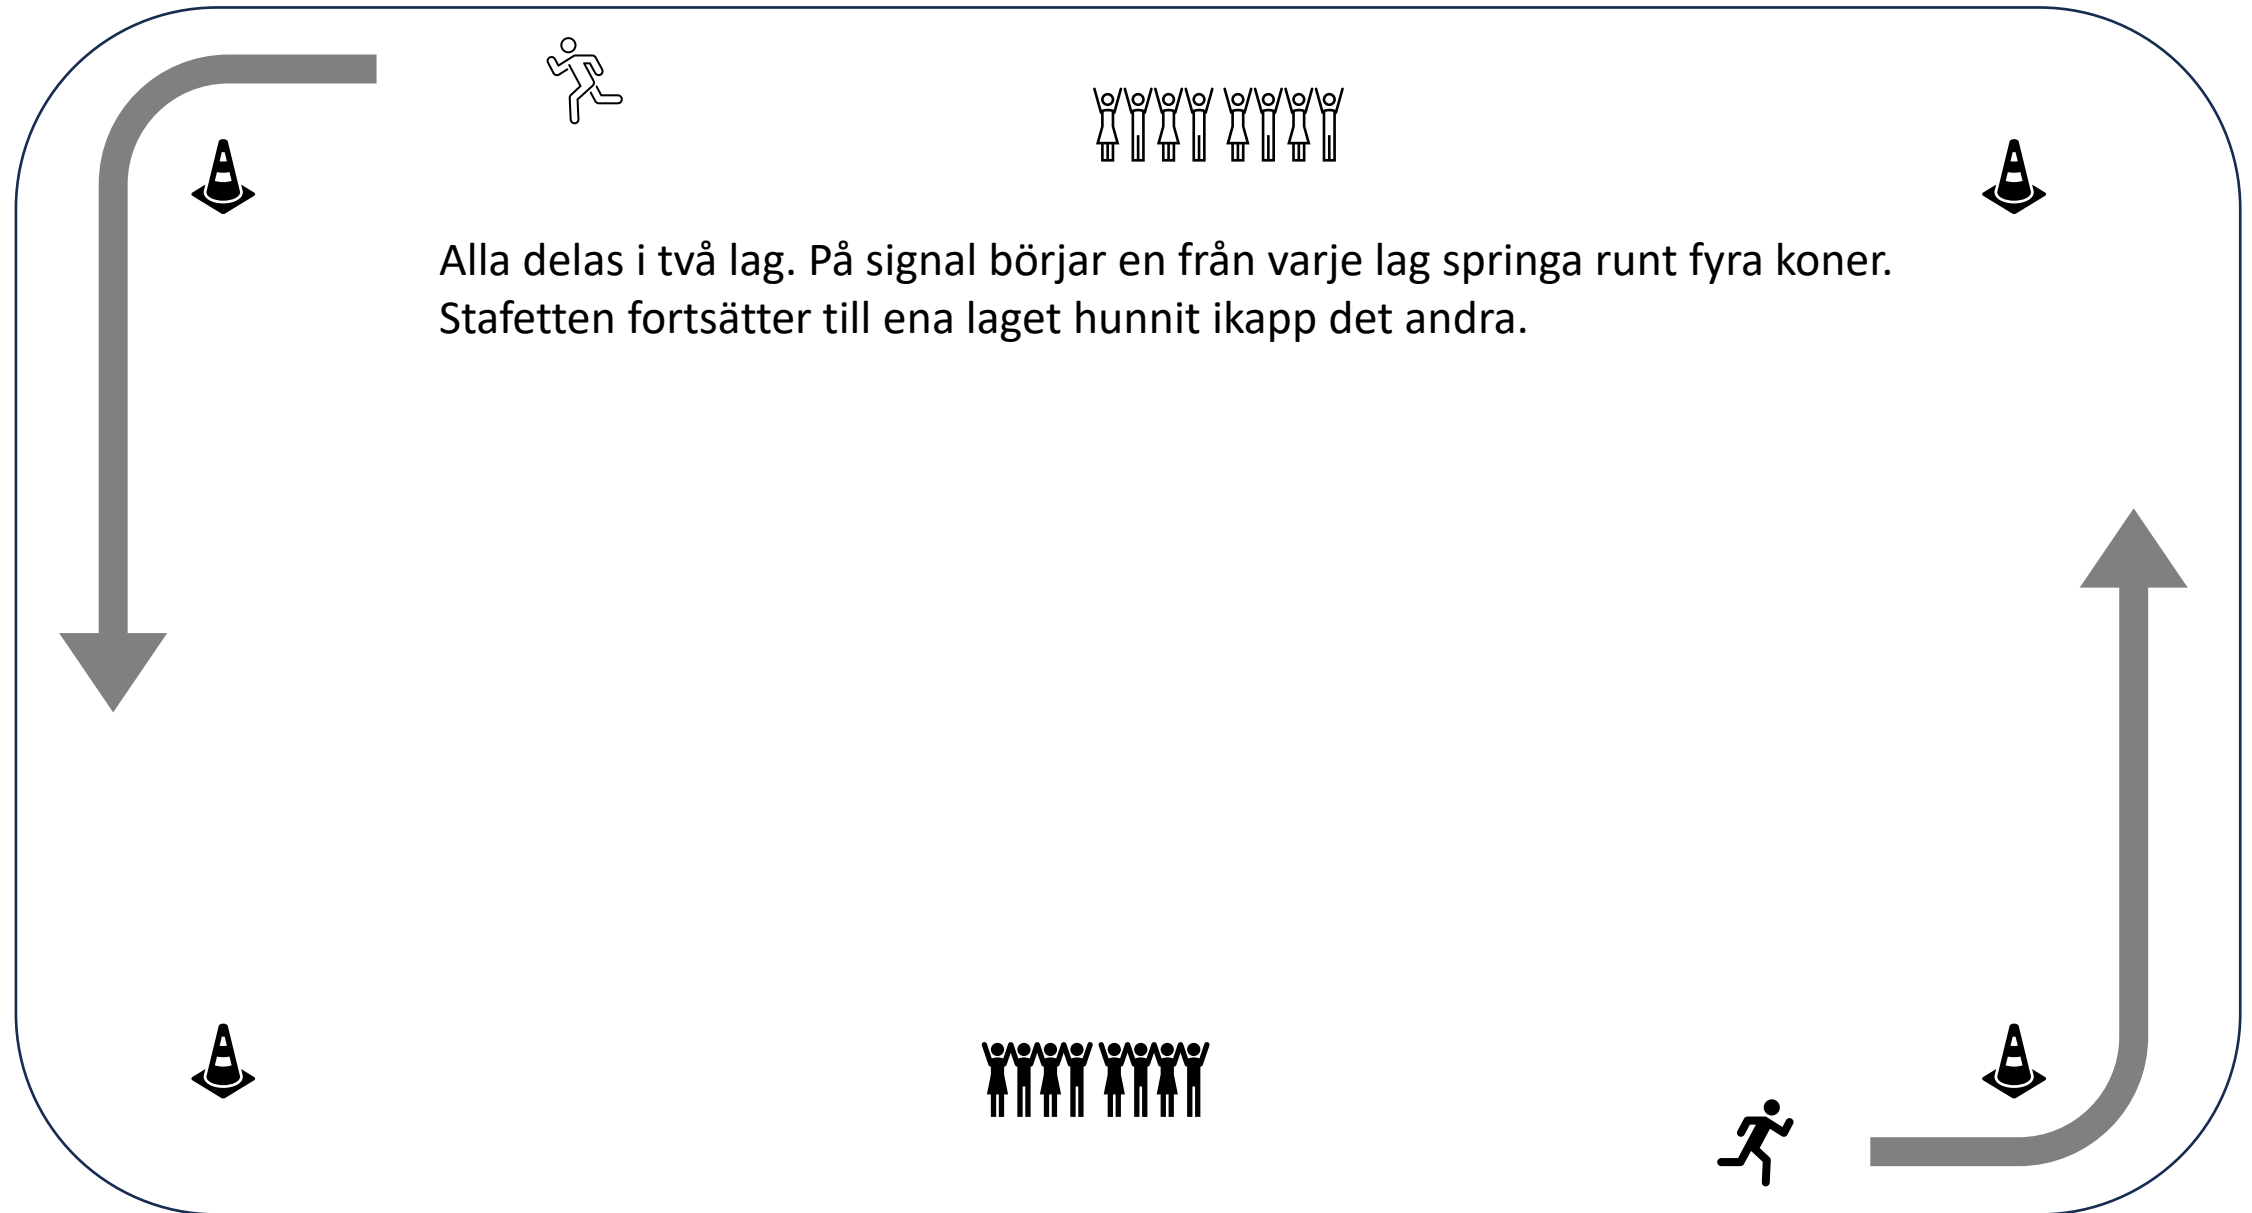 Alla delas i två lag. På signal börjar en från varje lag springa runt fyra koner.
Stafetten fortsätter till ena laget hunnit ikapp det andra.